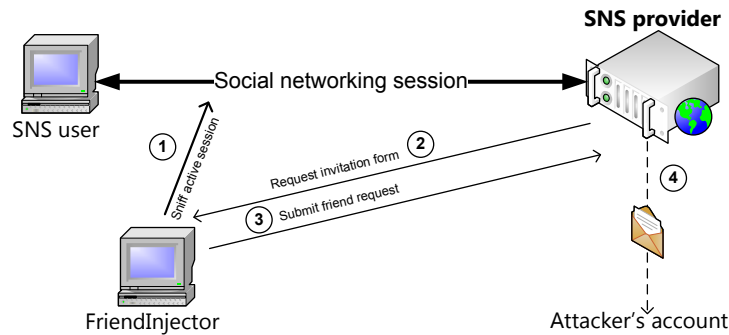 SNS provider
Social networking session
SNS user
1
Sniff active session
2
Request invitation form
3
Submit friend request
4
FriendInjector
Attacker's account